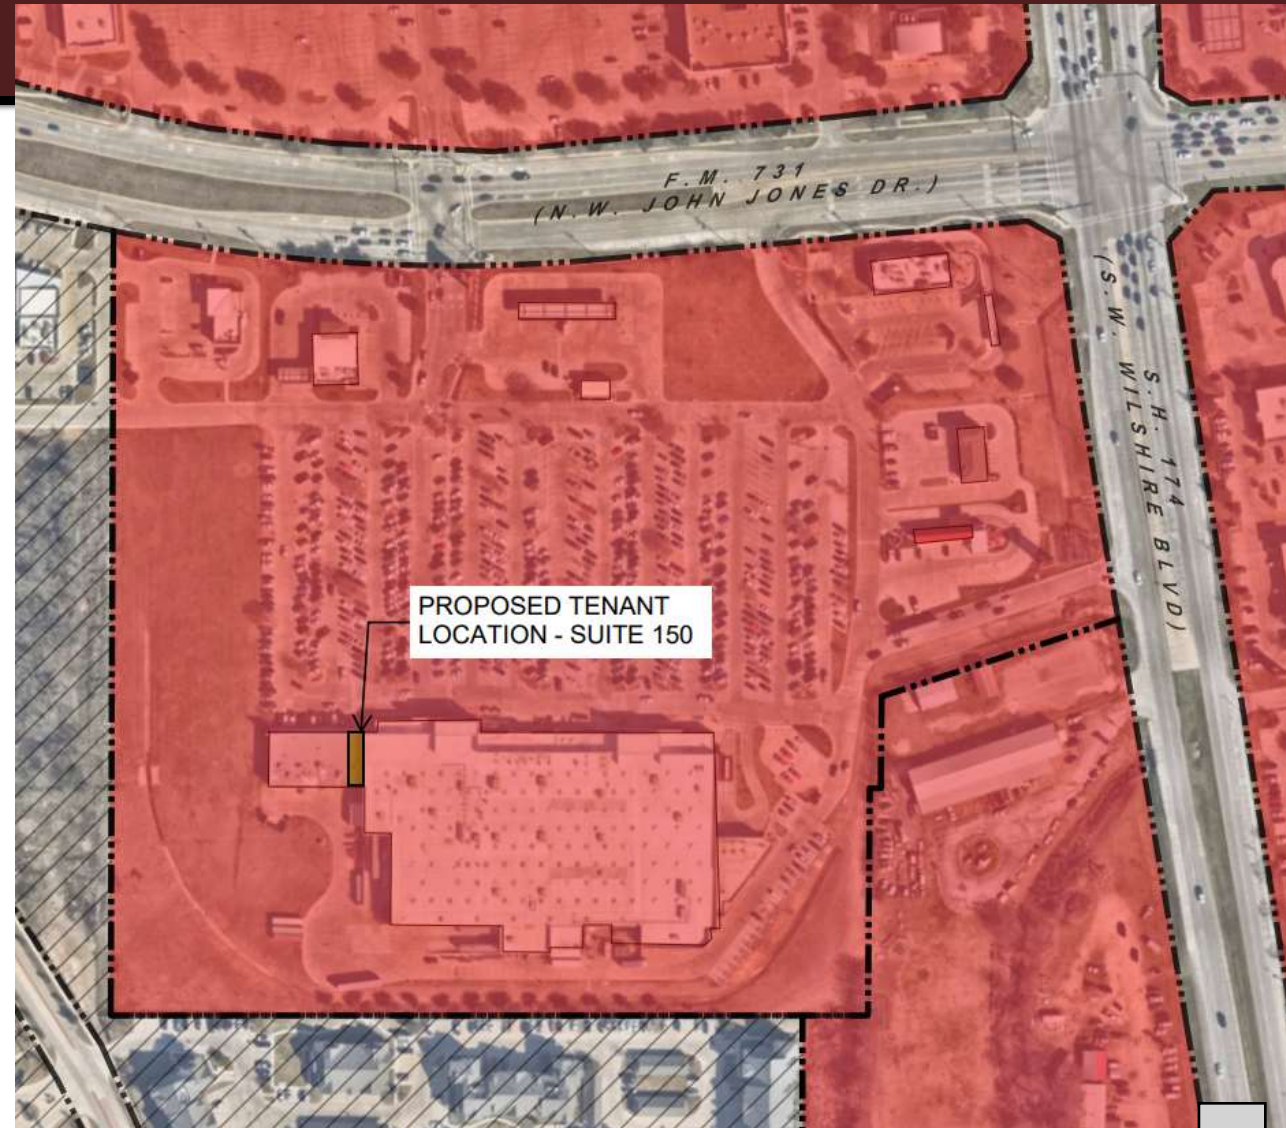 F.M. 731
(N.W. JOHN JONES DR.)
S.H. 174
(S.W. WILSHIRE BLVD)
PROPOSED TENANT
LOCATION - SUITE 150